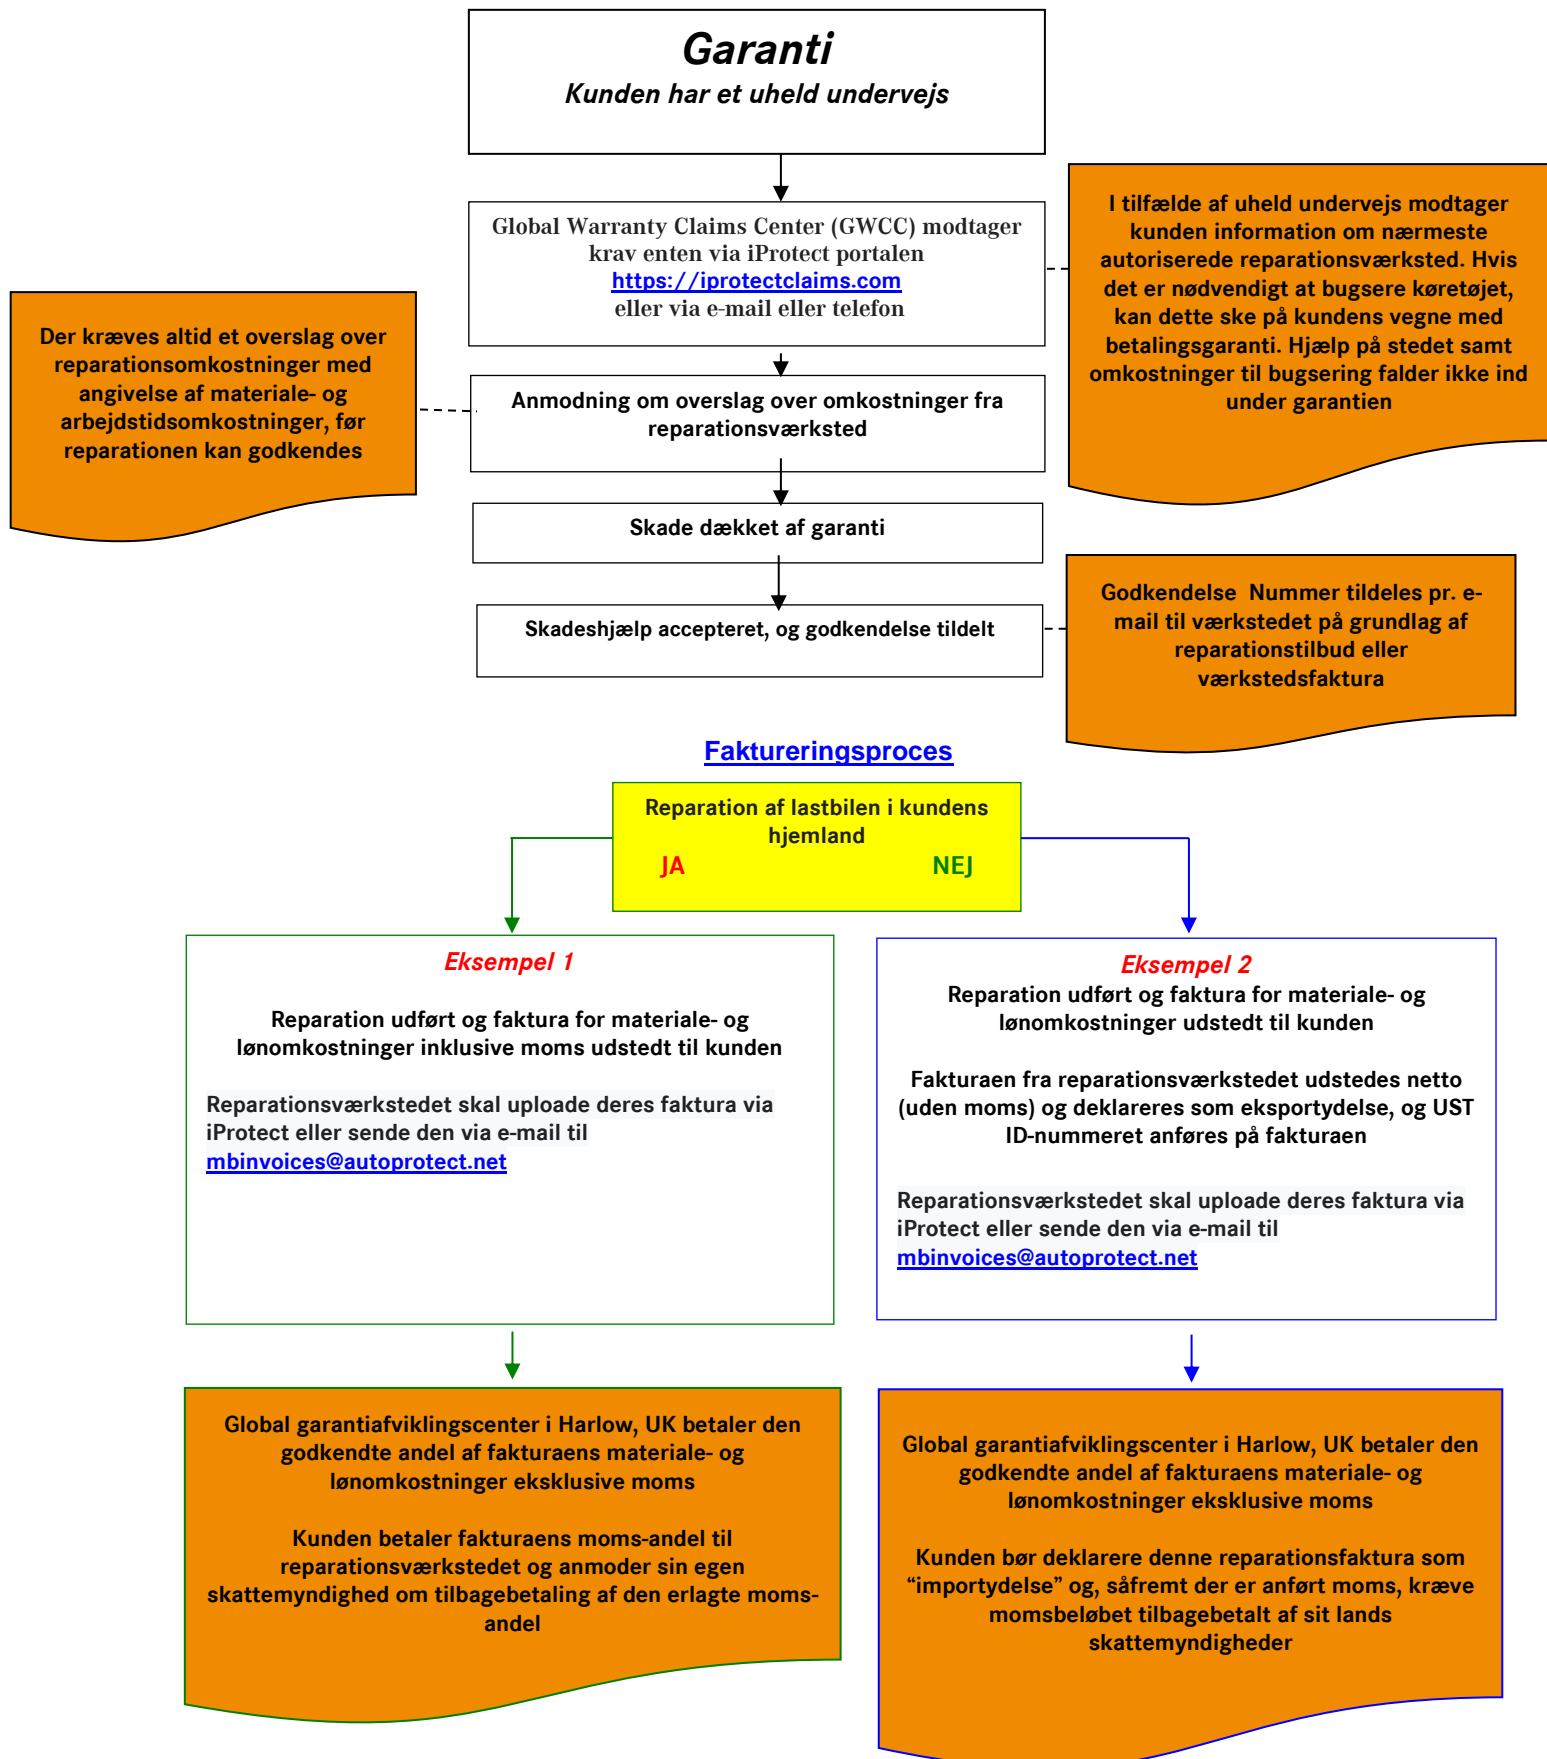 Garanti
Kunden har et uheld undervejs
Global Warranty Claims Center (GWCC) modtager
krav enten via iProtect portalen
https://iprotectclaims.com
eller via e-mail eller telefon
I tilfælde af uheld undervejs modtager
kunden information om nærmeste
autoriserede reparationsværksted. Hvis
det er nødvendigt at bugsere køretøjet,
kan dette ske på kundens vegne med
betalingsgaranti. Hjælp på stedet samt
omkostninger til bugsering falder ikke ind
under garantien
Der kræves altid et overslag over
reparationsomkostninger med
angivelse af materiale- og
arbejdstidsomkostninger, før
reparationen kan godkendes
Anmodning om overslag over omkostninger fra
reparationsværksted
Skade dækket af garanti
Skadeshjælp accepteret, og godkendelse tildelt
Godkendelse  Nummer tildeles pr. e-
mail til værkstedet på grundlag af
reparationstilbud eller
værkstedsfaktura
Faktureringsproces
Reparation af lastbilen i kundens
hjemland
JA NEJ
Eksempel 1
Reparation udført og faktura for materiale- og
lønomkostninger inklusive moms udstedt til kunden
Reparationsværkstedet skal uploade deres faktura via
iProtect eller sende den via e-mail til
mbinvoices@autoprotect.net
Eksempel 2
Reparation udført og faktura for materiale- og
lønomkostninger udstedt til kunden
Fakturaen fra reparationsværkstedet udstedes netto
(uden moms) og deklareres som eksportydelse, og UST
ID-nummeret anføres på fakturaen
Reparationsværkstedet skal uploade deres faktura via
iProtect eller sende den via e-mail til
mbinvoices@autoprotect.net
Global garantiafviklingscenter i Harlow, UK betaler den
godkendte andel af fakturaens materiale- og
lønomkostninger eksklusive moms
Kunden betaler fakturaens moms-andel til
reparationsværkstedet og anmoder sin egen
skattemyndighed om tilbagebetaling af den erlagte moms-
andel
Global garantiafviklingscenter i Harlow, UK betaler den
godkendte andel af fakturaens materiale- og
lønomkostninger eksklusive moms
Kunden bør deklarere denne reparationsfaktura som
“importydelse” og, såfremt der er anført moms, kræve
momsbeløbet tilbagebetalt af sit lands
skattemyndigheder